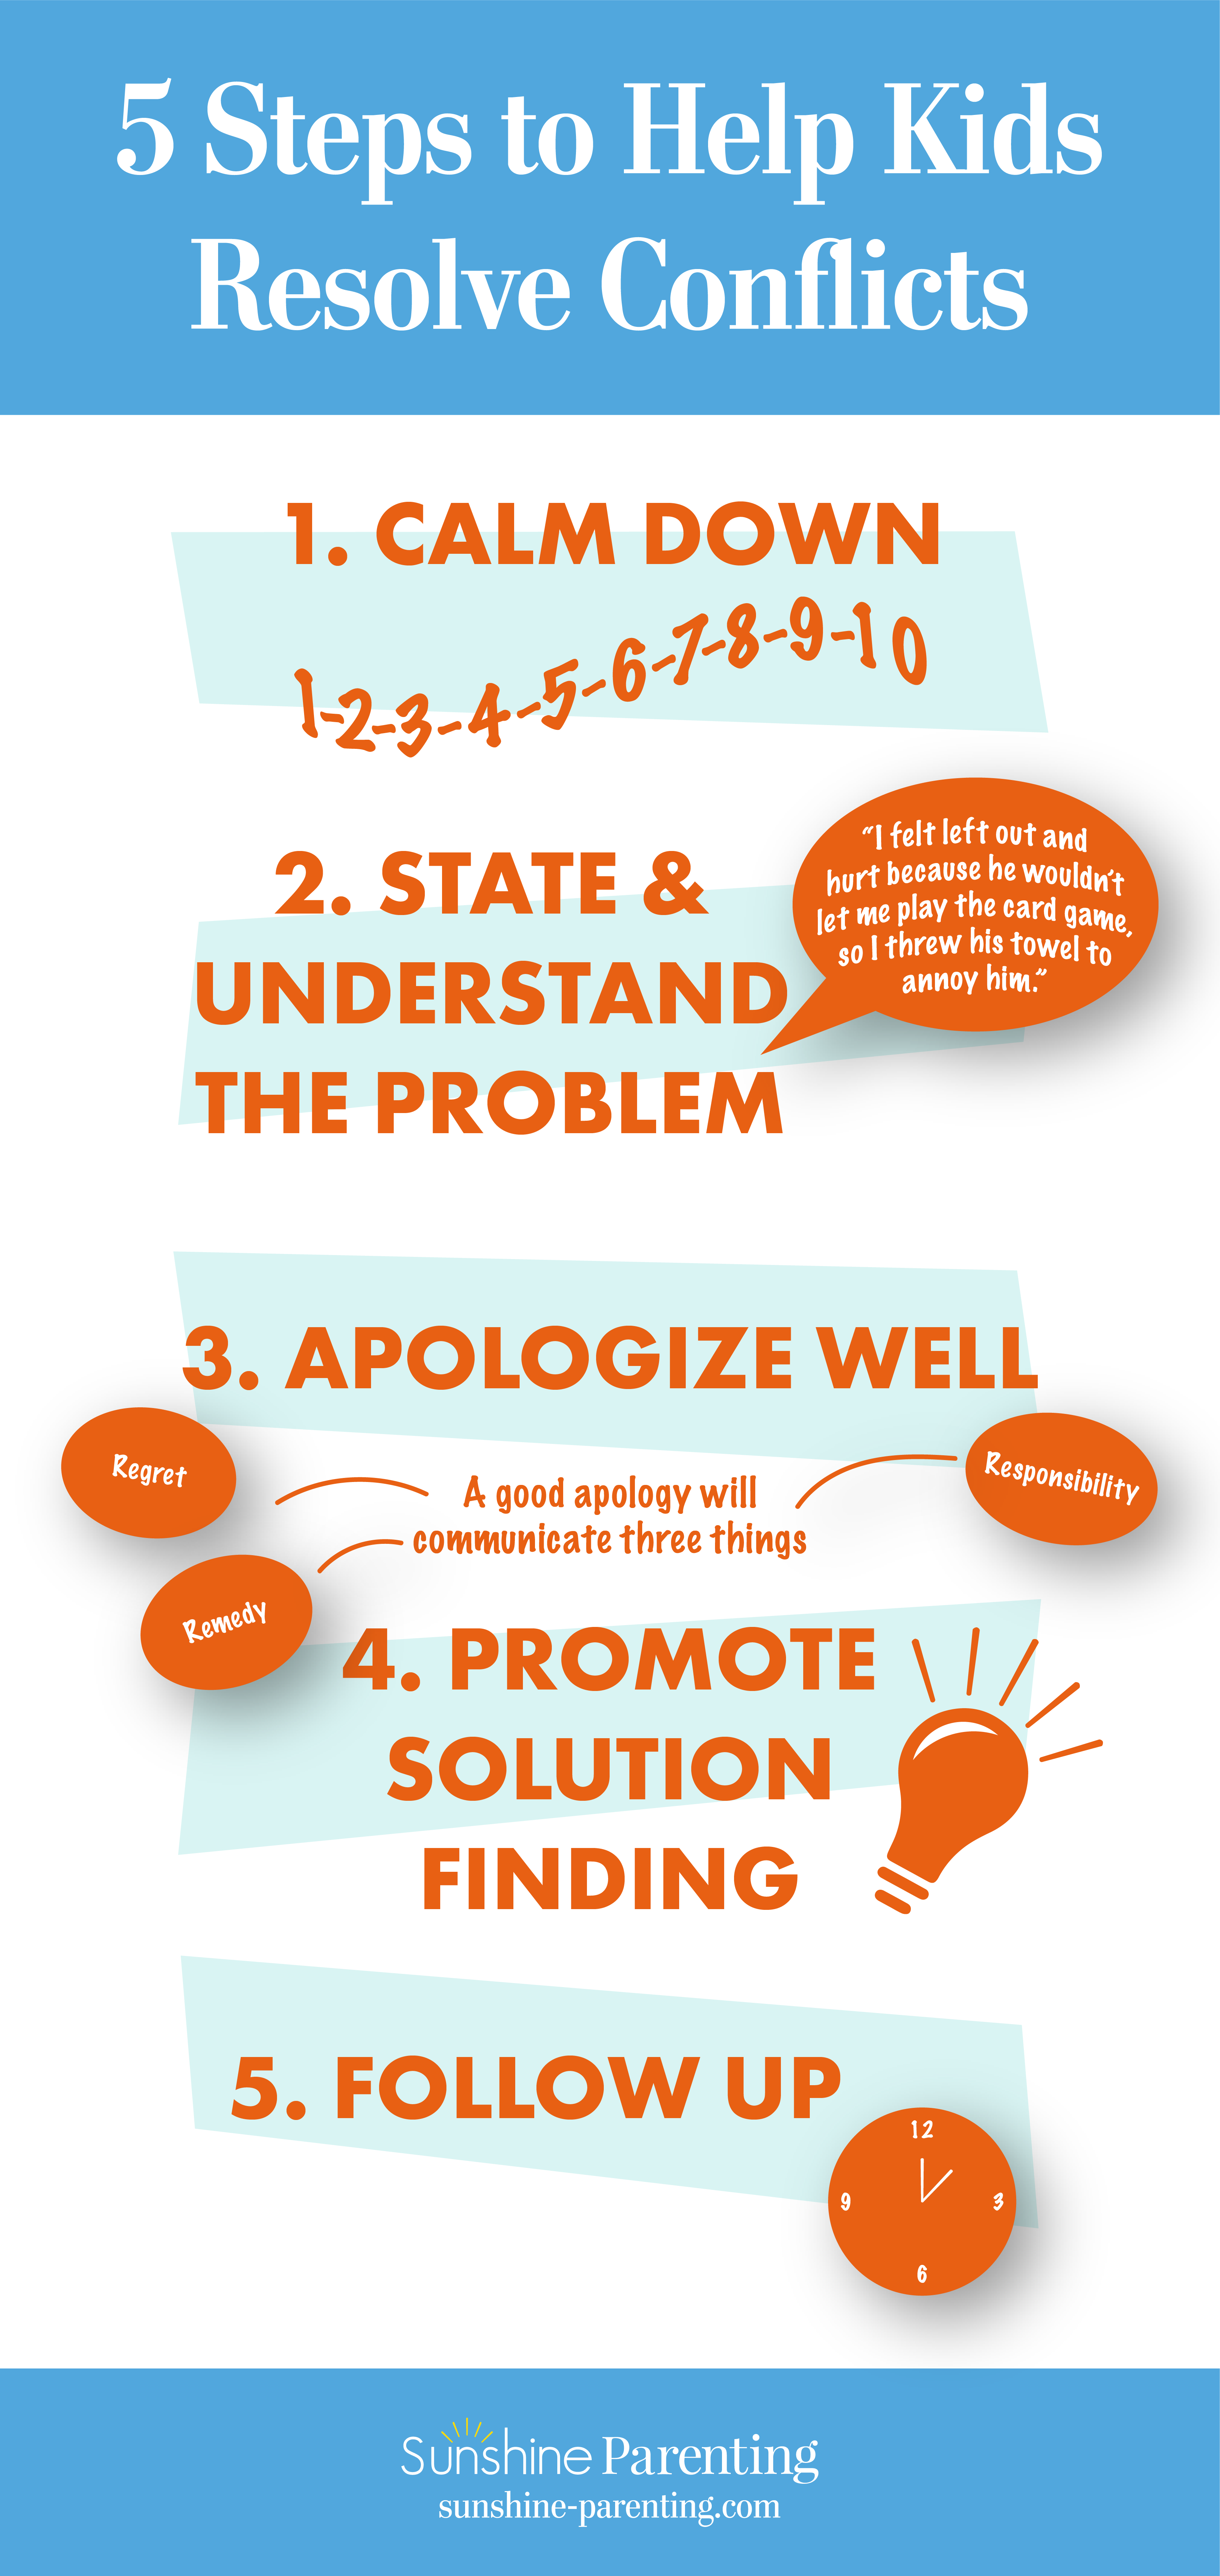 5 Steps to Help Kids
Resolve Conflicts
1. CALM DOWN
1-2-3-4-5-6-7-8-9-10
2. STATE &
UNDERSTAND
THE PROBLEM
"I felt left out and
hurt because he wouldn't
let me play the card game,
so I threw his towel to
annoy him."
3. APOLOGIZE WELL
Regret
A good apology will
communicate three things
Responsibility
Remedy
4. PROMOTE
SOLUTION
FINDING
5. FOLLOW UP
12
9
3
6
Sunshine Parenting
sunshine-parenting.com